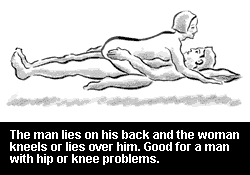 The man lies on his back and the woman
kneels or lies over him. Good for a man
with hip or knee problems.